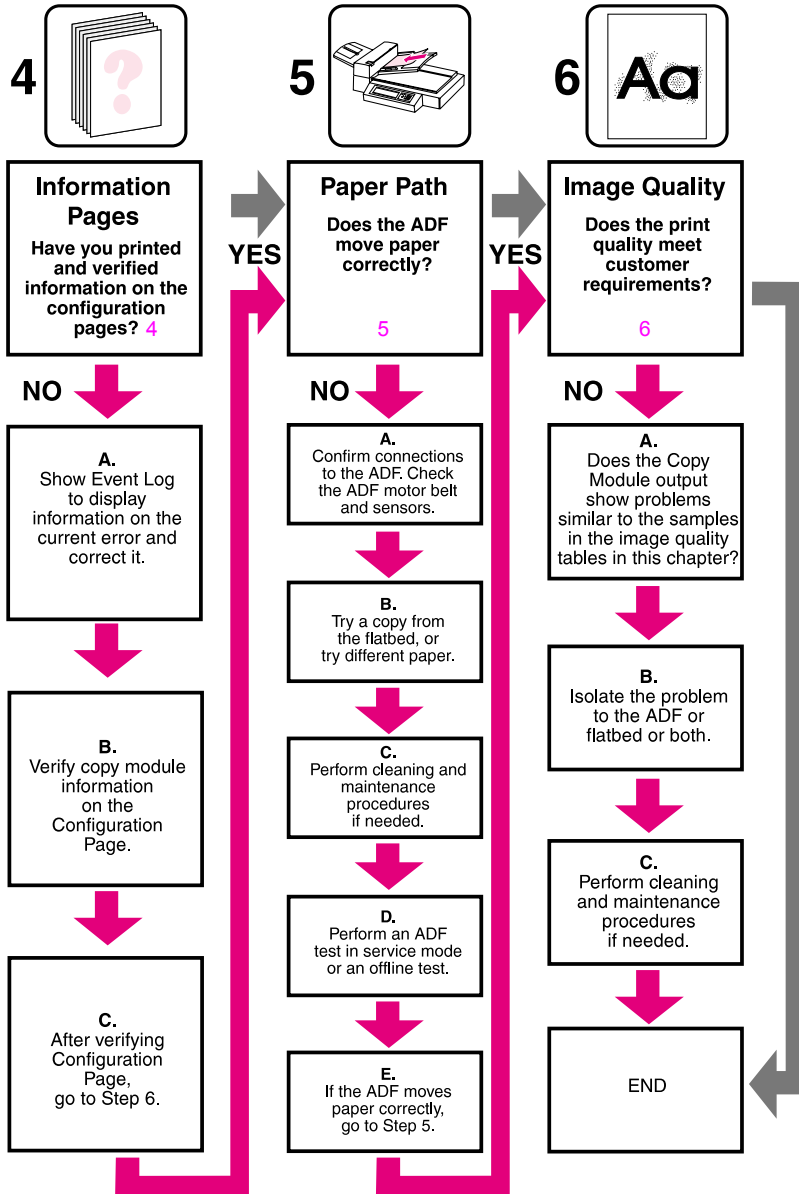 4
Information
Pages
Have you printed
and verified
information on the
configuration
pages? 4
YES
NO
A.
Show Event Log
to display
information on the
current error and
correct it.
B.
Verify copy module
information
on the
Configuration
Page.
C.
After verifying
Configuration
Page,
go to Step 6.
5
Paper Path
Does the ADF
move paper
correctly?
5
YES
NO
A.
Confirm connections
to the ADF. Check
the ADF motor belt
and sensors.
B.
Try a copy from
the flatbed, or
try different paper.
C.
Perform cleaning and
maintenance
procedures
if needed.
D.
Perform an ADF
test in service mode
or an offline test.
E.
If the ADF moves
paper correctly,
go to Step 5.
6
Aa
Image Quality
Does the print
quality meet
customer
requirements?
6
NO
A.
Does the Copy
Module output
show problems
similar to the samples
in the image quality
tables in this chapter?
B.
Isolate the problem
to the ADF or
flatbed or both.
C.
Perform cleaning
and maintenance
procedures
if needed.
END
?